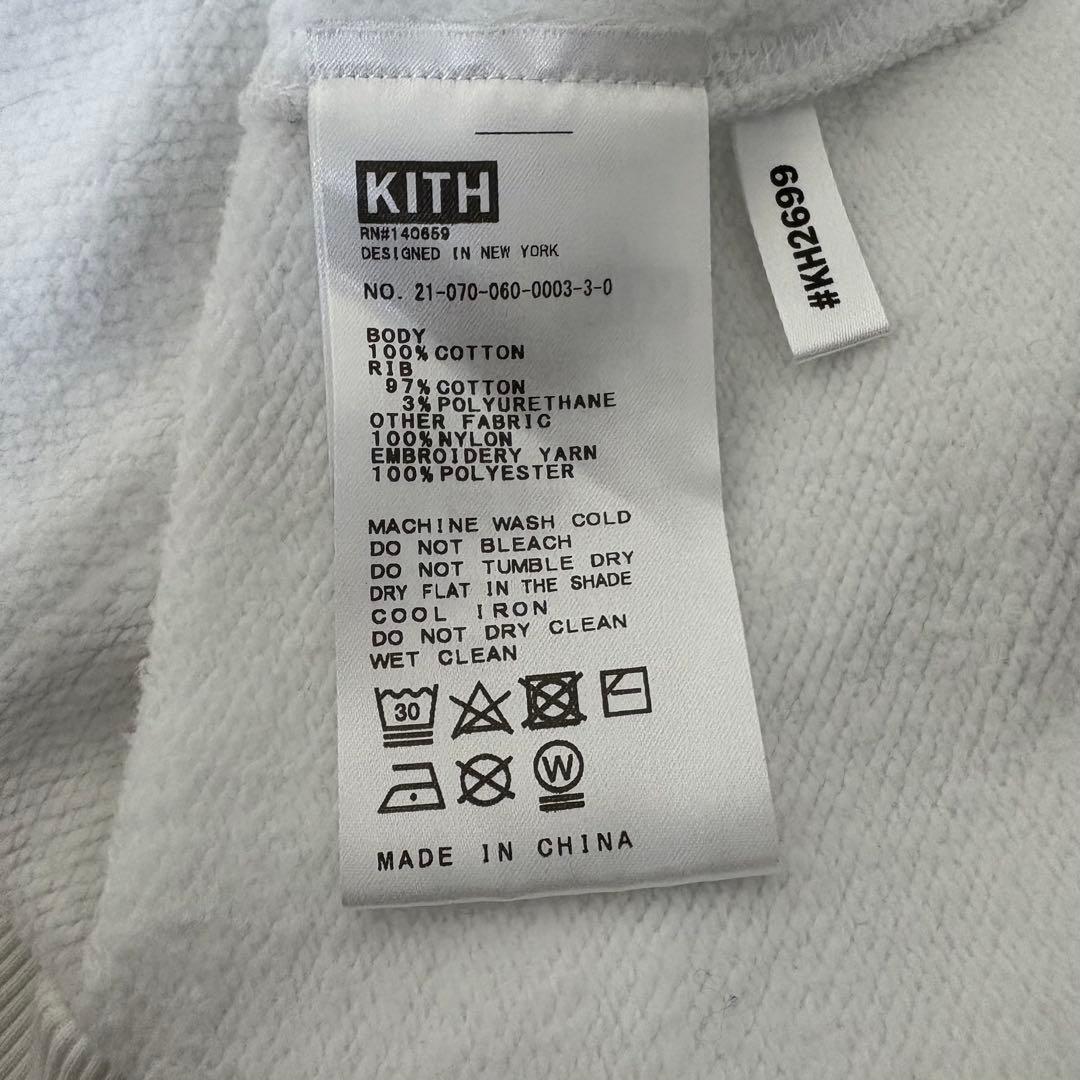 KITH
RN#140659
DESIGNED IN NEW YORK
NO. 21-070-060-0003-3-0
BODY
100% COTTON
RIB
97% COTTON
3% POLYURETHANE
OTHER FABRIC
100% NYLON
EMBROIDERY YARN
100% POLYESTER
MACHINE WASH COLD
DO NOT BLEACH
DO NOT TUMBLE DRY
DRY FLAT IN THE SHADE
COOL IRON
DO NOT DRY CLEAN
WET CLEAN
30
W
MADE IN CHINA
#KH2699